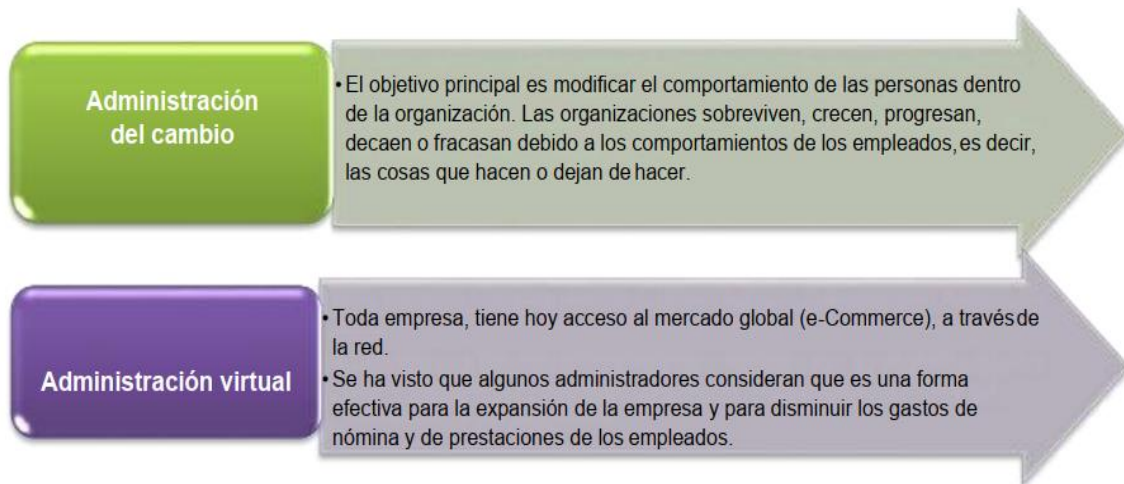 Administración
del cambio
• El objetivo principal es modificar el comportamiento de las personas dentro
de la organización. Las organizaciones sobreviven, crecen, progresan,
decaen o fracasan debido a los comportamientos de los empleados, es decir,
las cosas que hacen o dejan de hacer.
Administración virtual
• Toda empresa, tiene hoy acceso al mercado global (e-Commerce), a través de
la red.
• Se ha visto que algunos administradores consideran que es una forma
efectiva para la expansión de la empresa y para disminuir los gastos de
nómina y de prestaciones de los empleados.